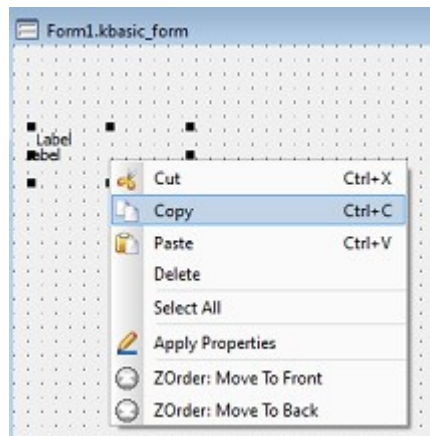 Form1.kbasic_form
Label
abel
Cut Ctrl+X
Copy Ctrl+C
Paste Ctrl+V
Delete
Select All
Apply Properties
ZOrder: Move To Front
ZOrder: Move To Back